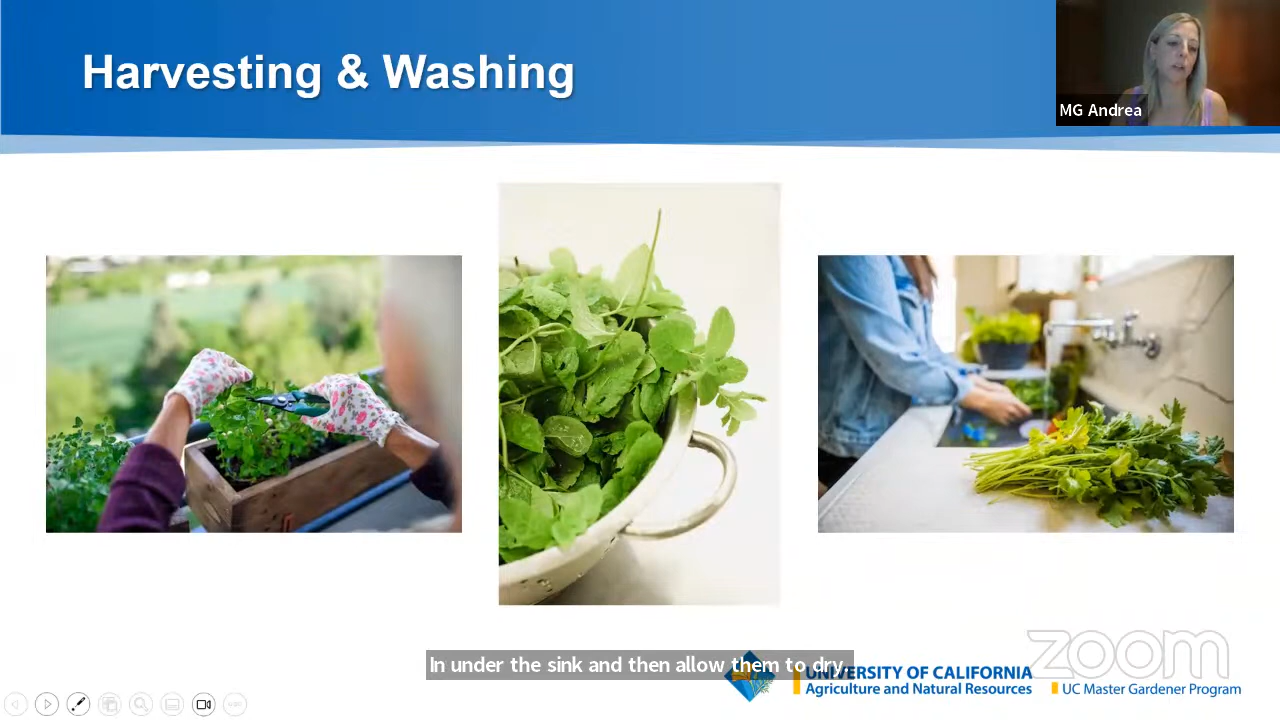 Harvesting & Washing
MG Andrea
In under the sink and then allow them to dry,
zoom
UNIVERSITY OF CALIFORNIA
Agriculture and Natural Resources
UC Master Gardener Program